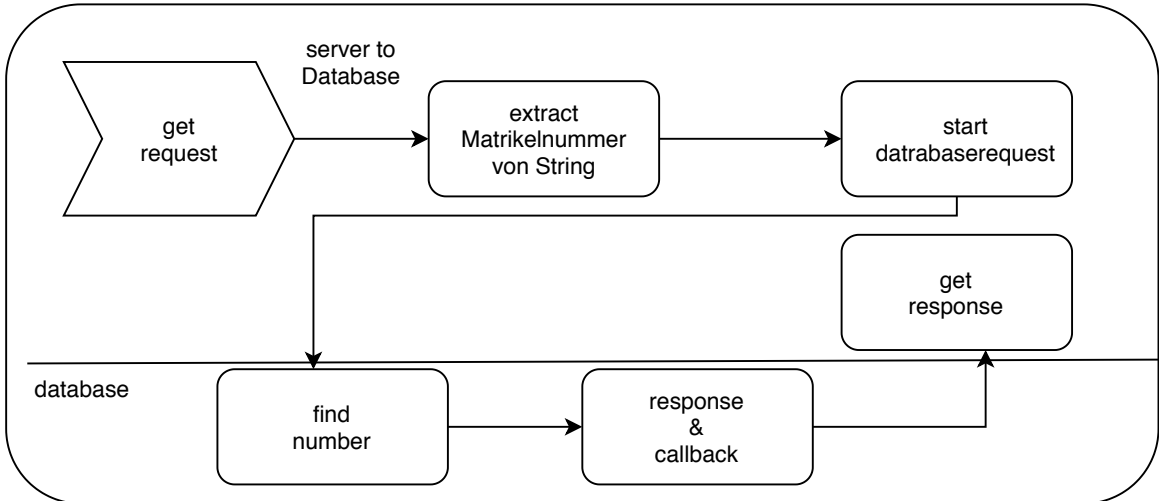 server to
Database
get
request
extract
Matrikelnummer
von String
start
datrabaserequest
get
response
database
find
number
response
&
callback